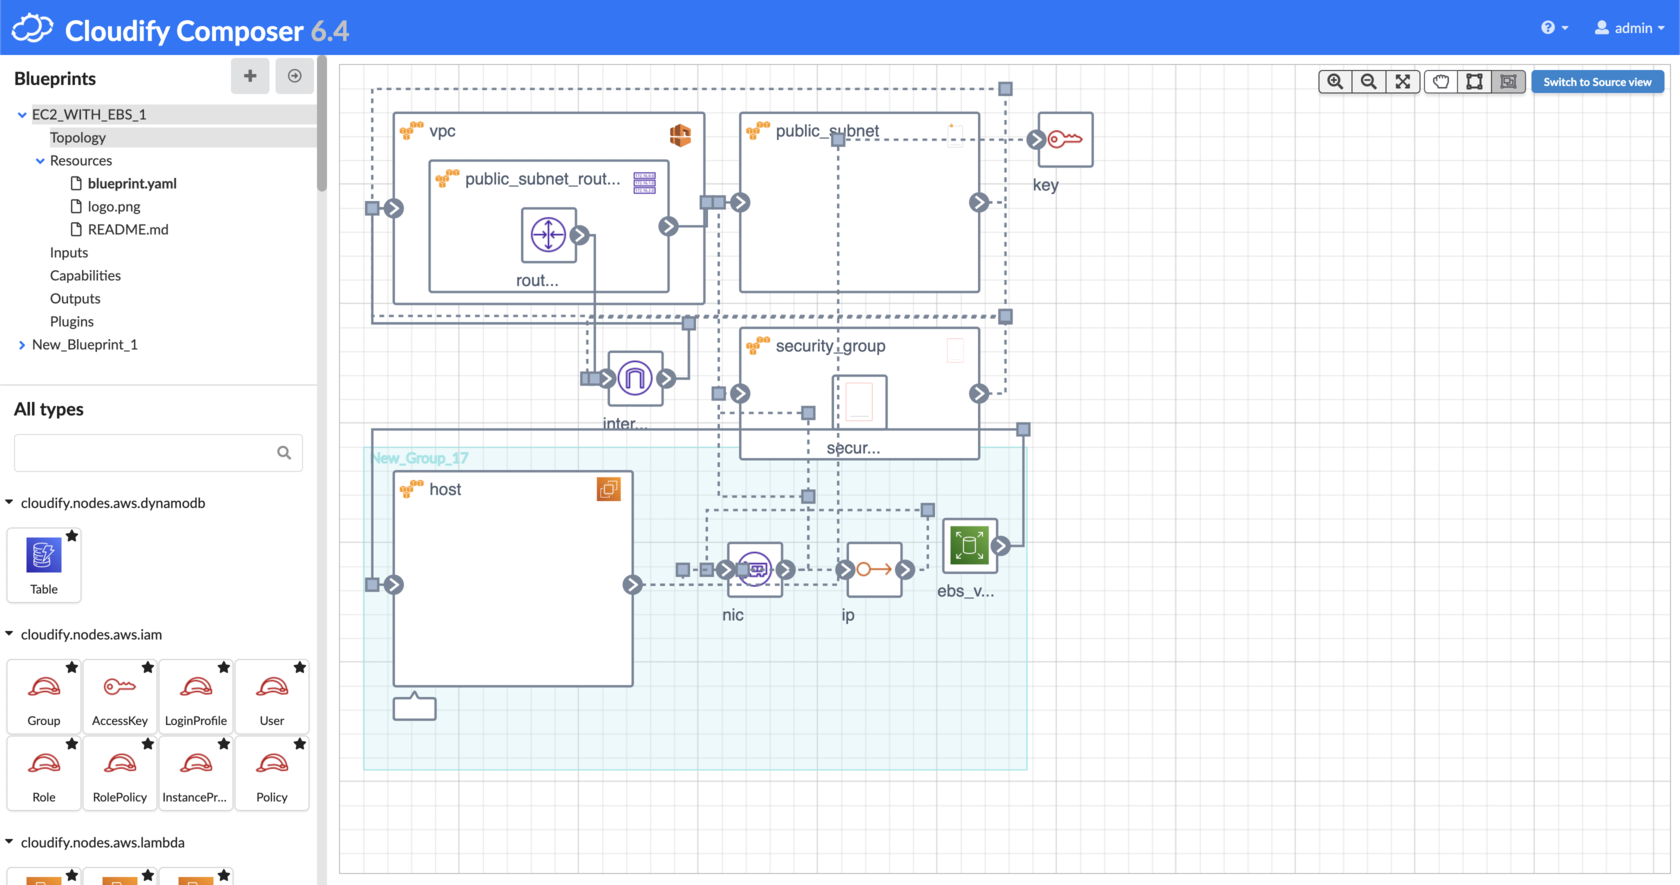 Cloudify Composer 6.4
admin
Blueprints
EC2_WITH_EBS_1
Topology
Resources
blueprint.yaml
logo.png
README.md
Inputs
Capabilities
Outputs
Plugins
New_Blueprint_1
All types
cloudify.nodes.aws.dynamodb
Table
cloudify.nodes.aws.iam
Group
AccessKey
LoginProfile
User
Role
RolePolicy
InstancePr...
Policy
cloudify.nodes.aws.lambda
Switch to Source view
vpc
public_subnet
public_subnet_rout...
key
rout...
security_group
inter...
secur...
New_Group_17
host
nic
ip
ebs_v...